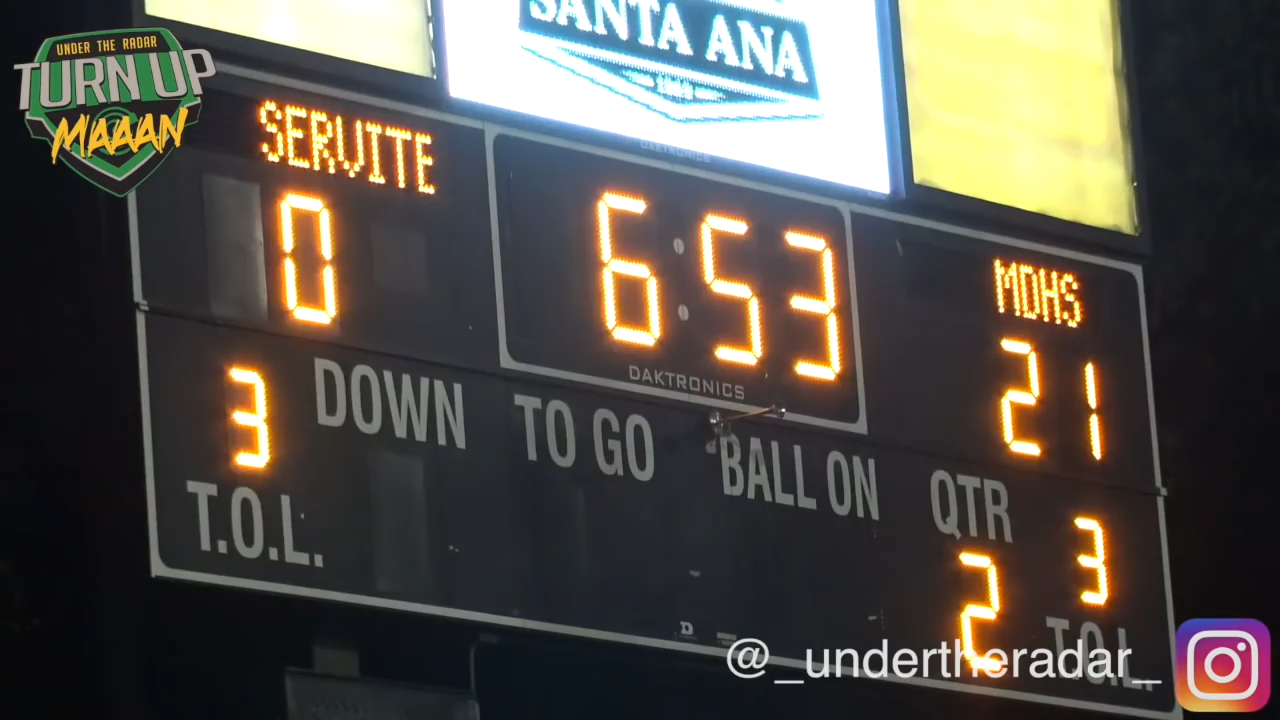 UNDER THE RADAR
TURN UP
MAAAN
SANTA ANA
DAKTRONICS
SERVITE
0
6:53
MDHS
21
DAKTRONICS
3
DOWN
TO GO
BALL ON
QTR
T.O.L.
2
3
T.O.L.
@_undertheradar_